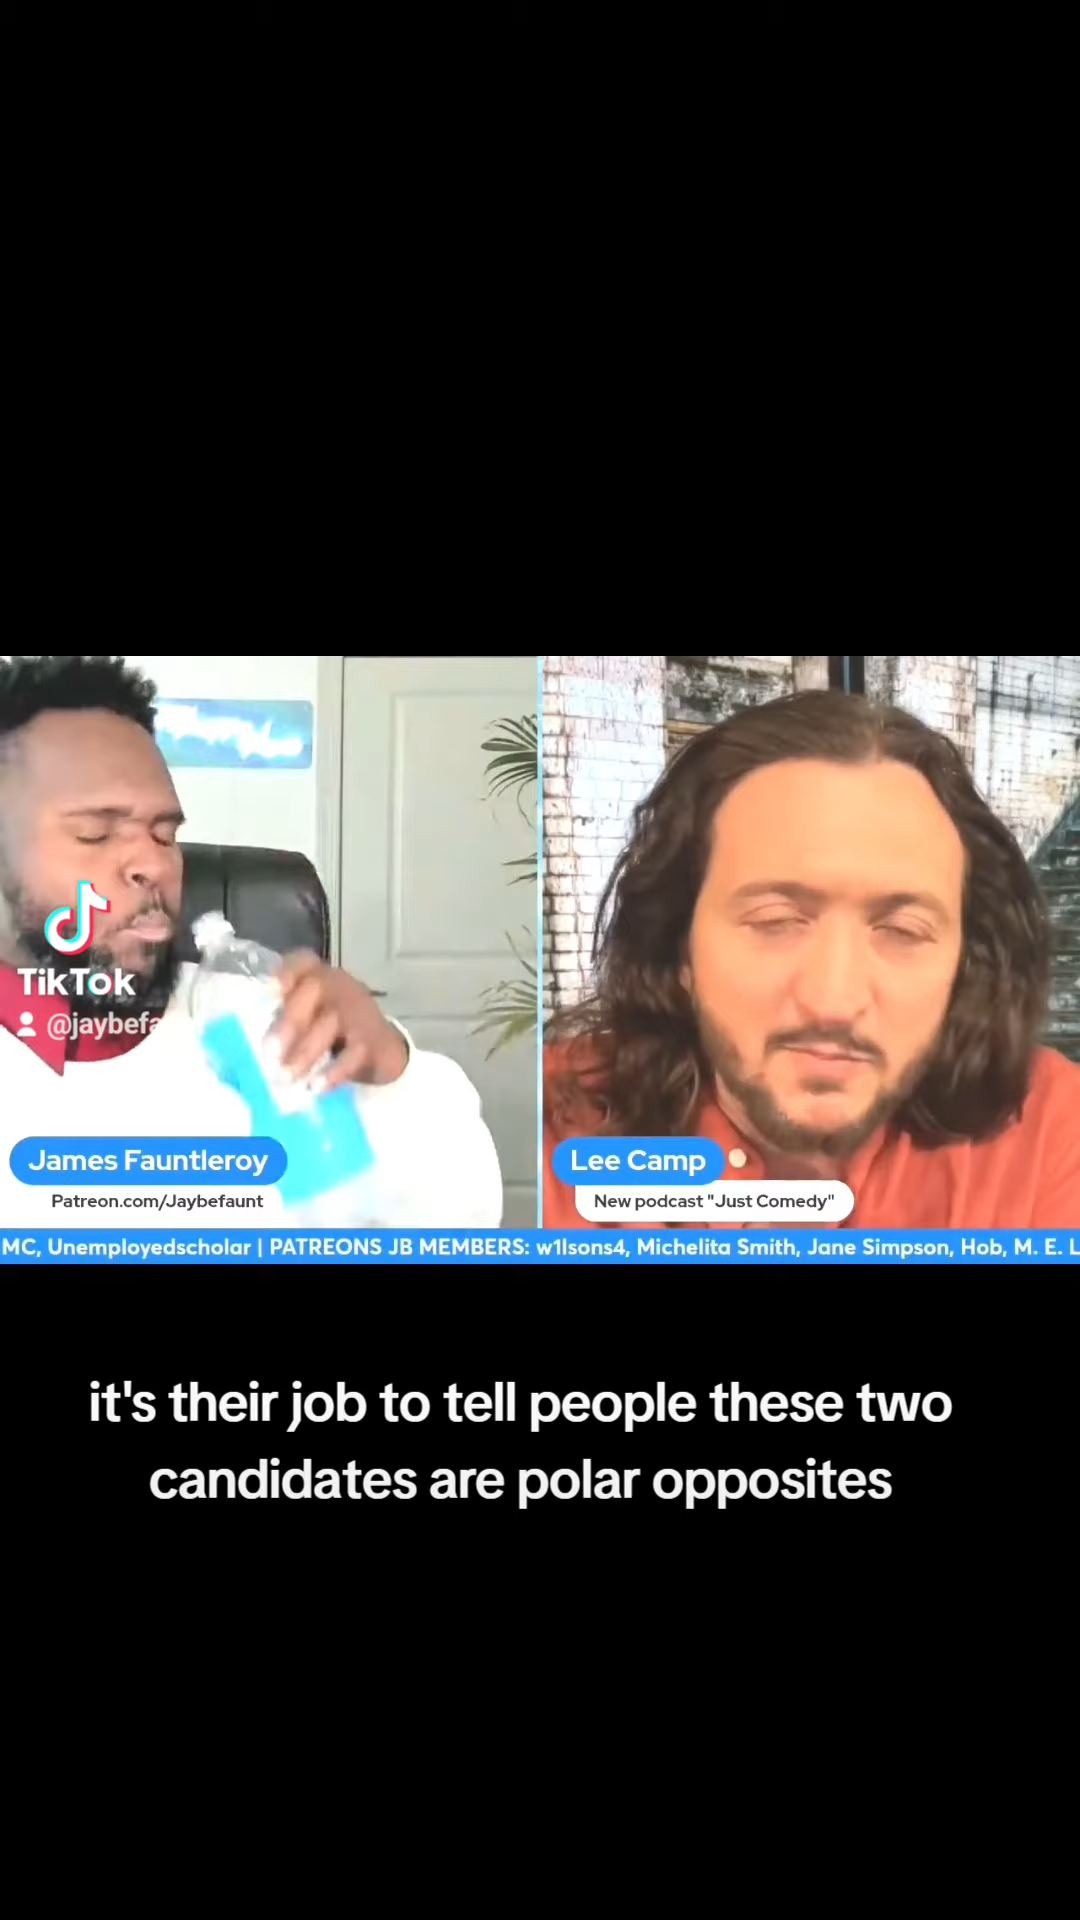 TikTok
@jaybefa
James Fauntleroy
Patreon.com/Jaybefaunt
Lee Camp
New podcast "Just Comedy"
MC, Unemployedscholar | PATREONS JB MEMBERS: w1lsons4, Michelita Smith, Jane Simpson, Hob, M. E. L
it's their job to tell people these two
candidates are polar opposites